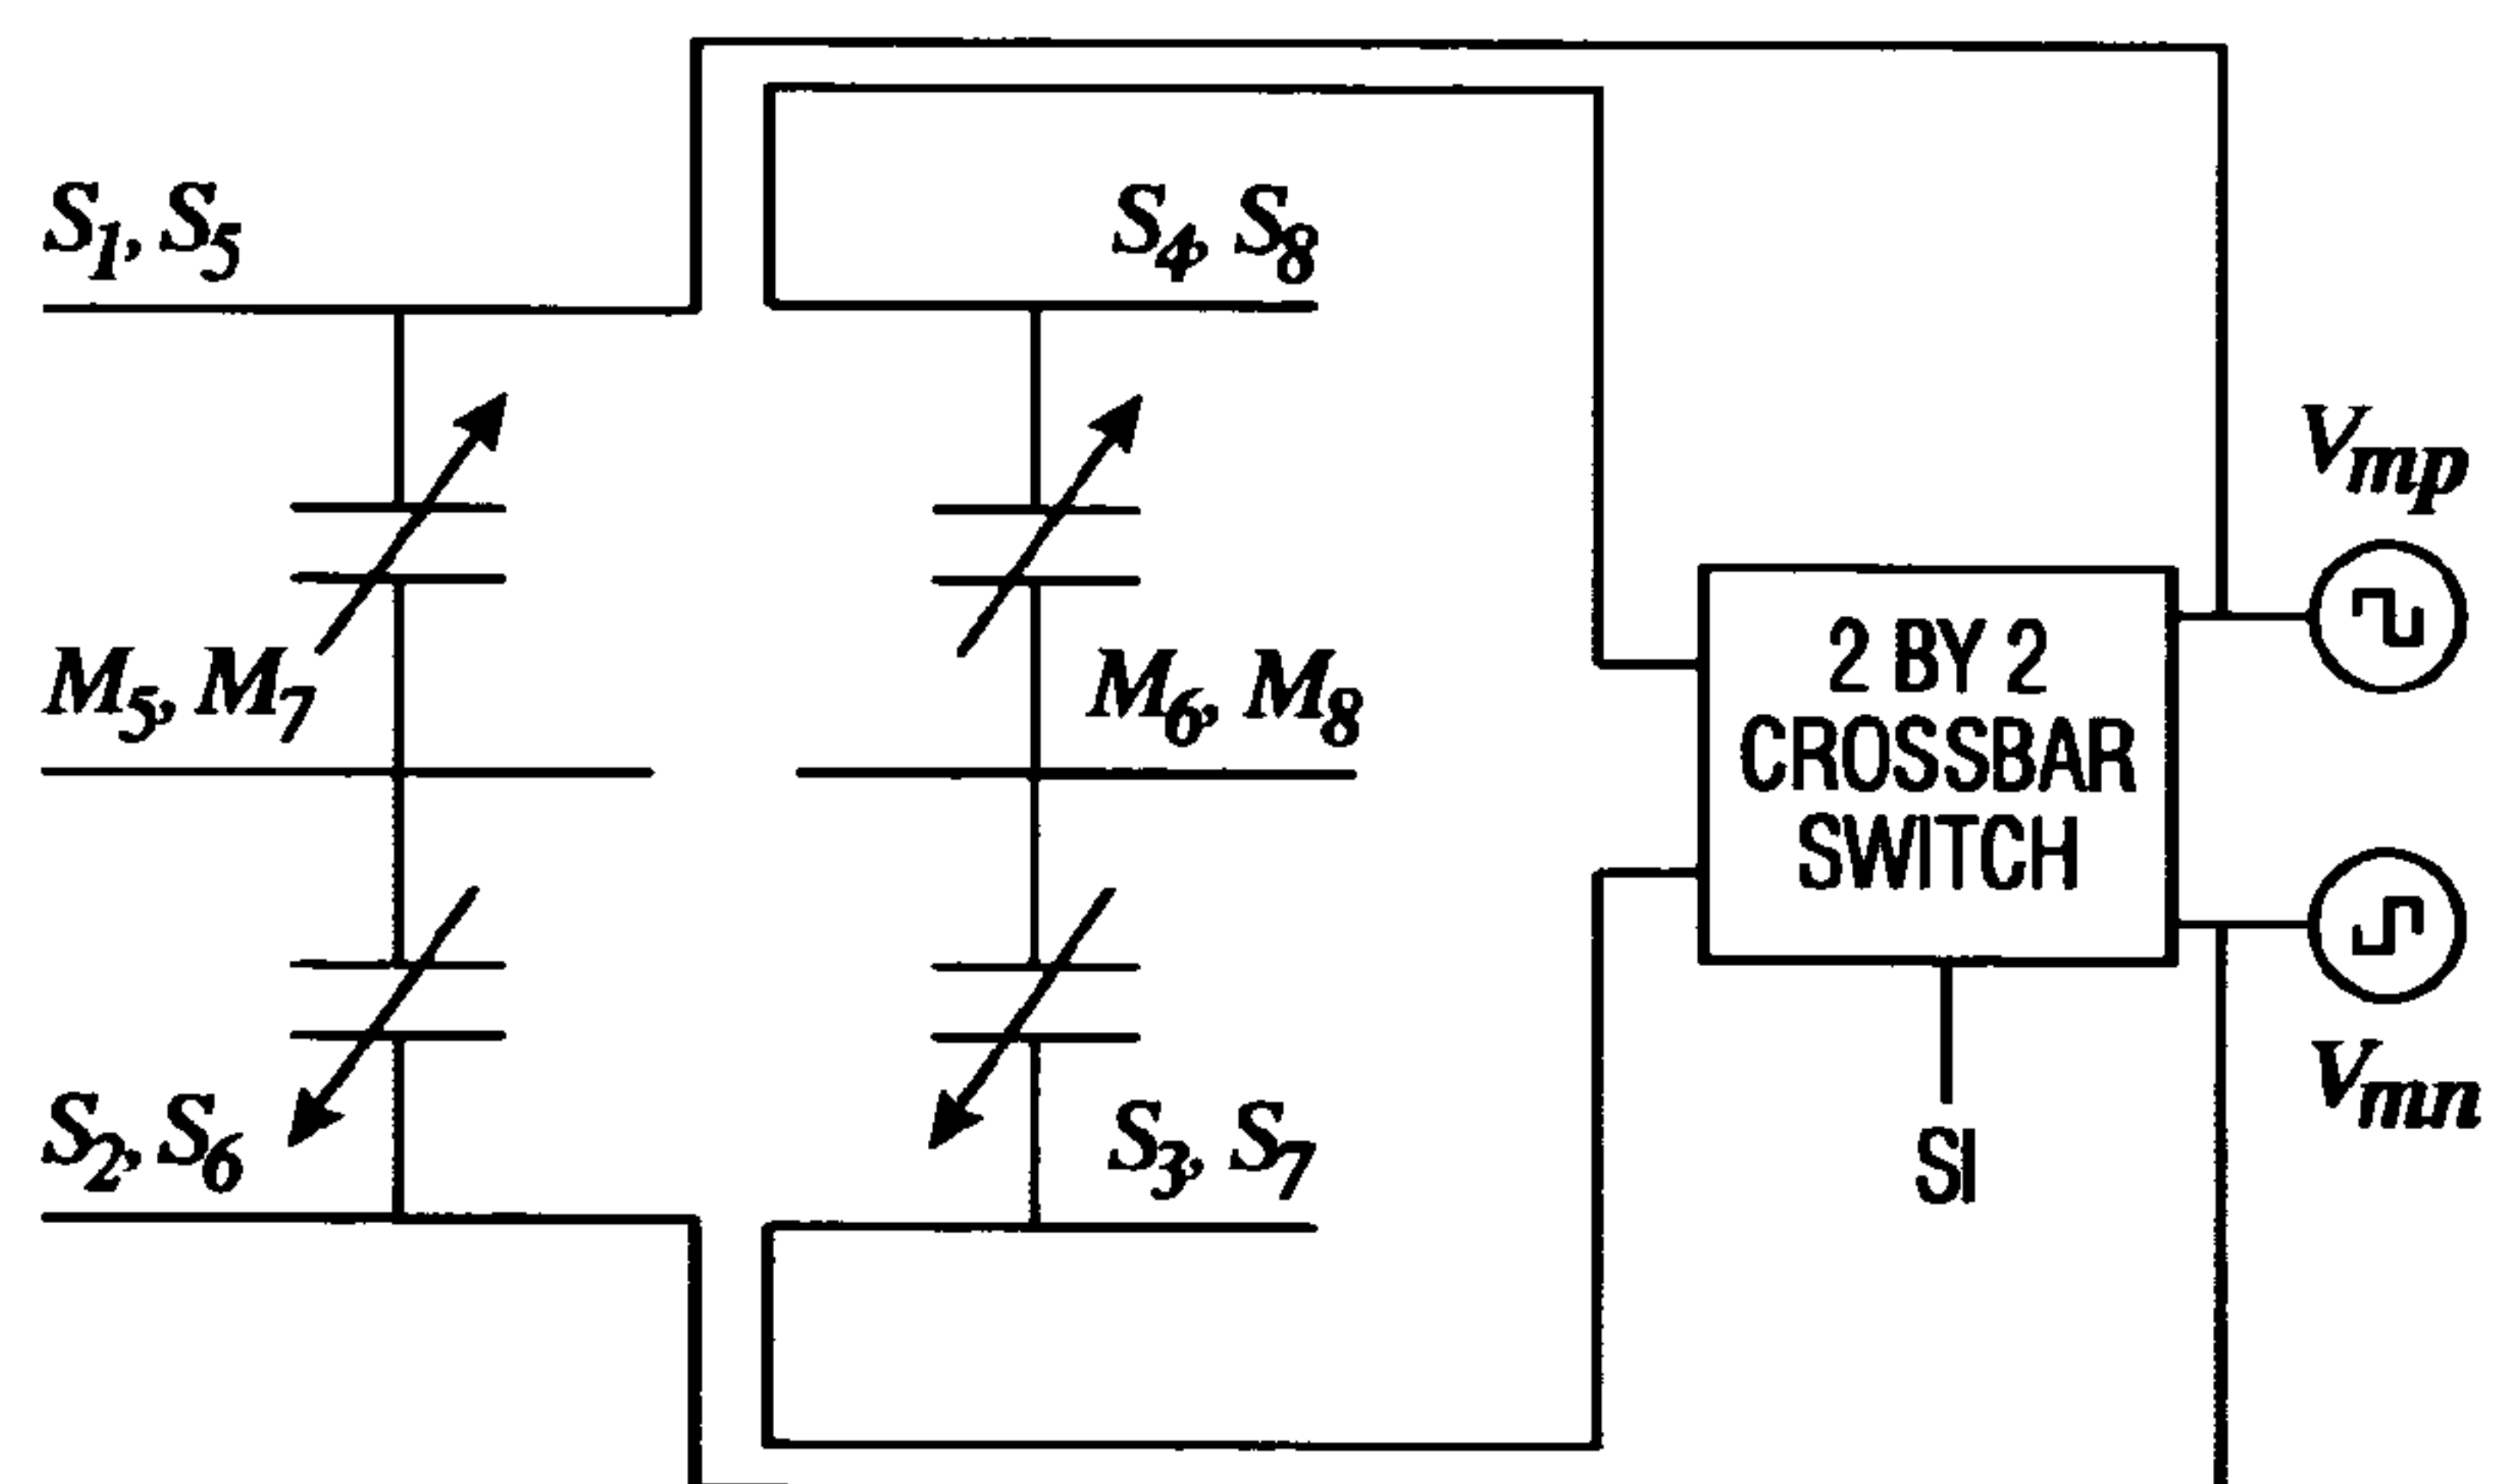 S1, S5
S4, S8
Vmp
M5, M7
M6, M8
2 BY 2
CROSSBAR
SWITCH
Vmn
S2, S6
S3, S7
SI